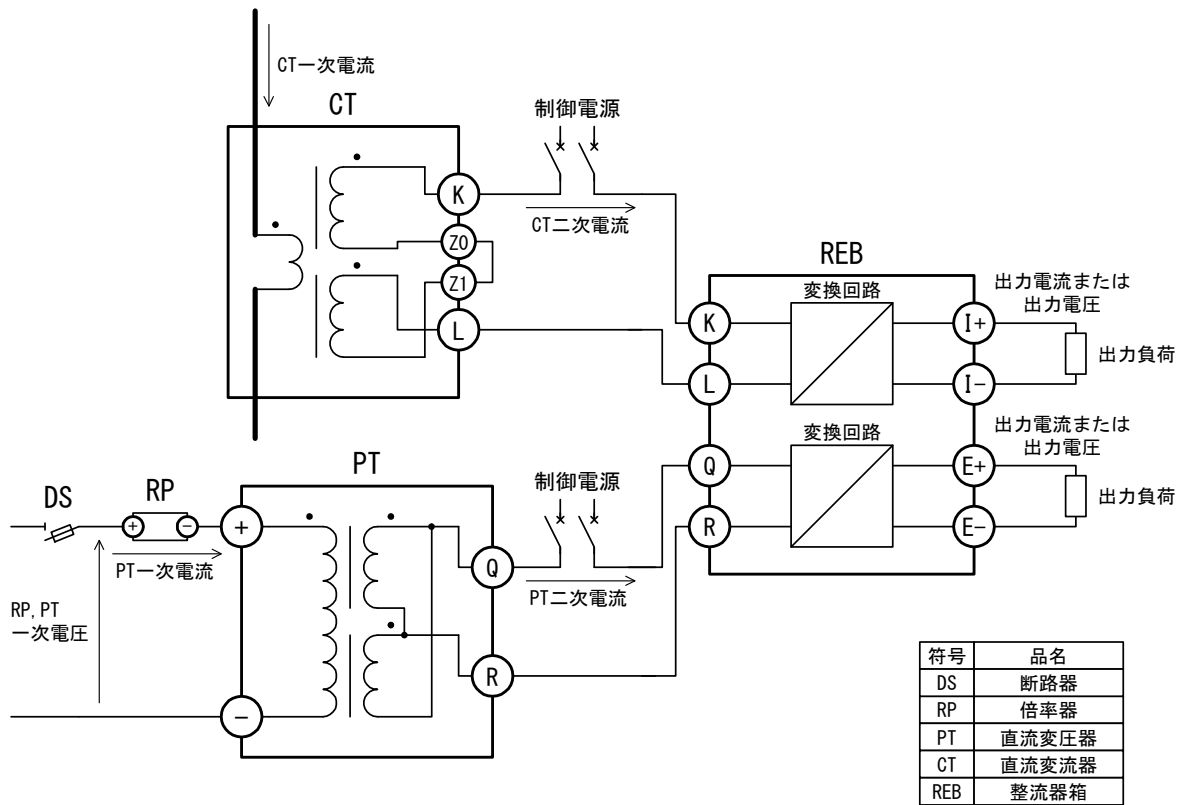 CT一次電流
CT
制御電源
K
CT二次電流
Z0
Z1
L
REB
変換回路
出力電流または
出力電圧
K
I+
出力負荷
L
I-
変換回路
出力電流または
出力電圧
Q
E+
出力負荷
R
E-
PT
制御電源
DS
RP
+
-
+
Q
PT一次電流
PT二次電流
RP, PT
一次電圧
R
-
符号 品名
DS 断路器
RP 倍率器
PT 直流変圧器
CT 直流変流器
REB 整流器箱